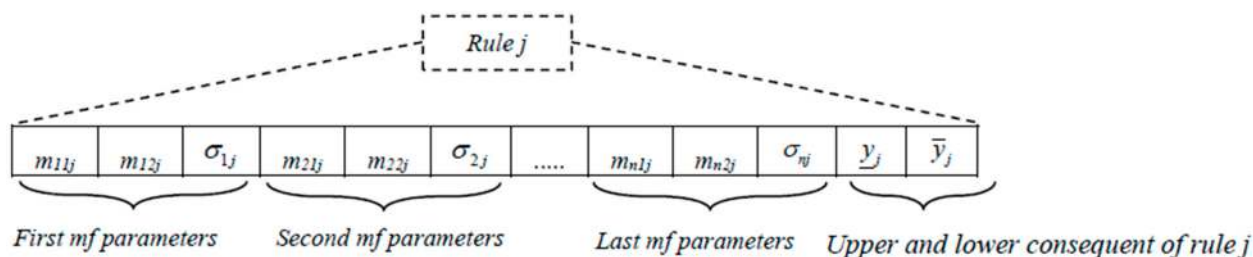 Rule j
m₁₁ⱼ m₁₂ⱼ σ₁ⱼ m₂₁ⱼ m₂₂ⱼ σ₂ⱼ ..... mₙ₁ⱼ mₙ₂ⱼ σₙⱼ y̲ⱼ y̅ⱼ
First mf parameters Second mf parameters Last mf parameters Upper and lower consequent of rule j